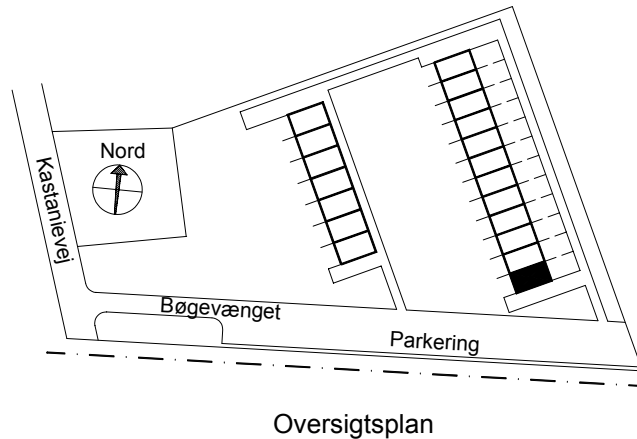 Nord
Kastanievej
Bøgevænget
Parkering
Oversigtsplan